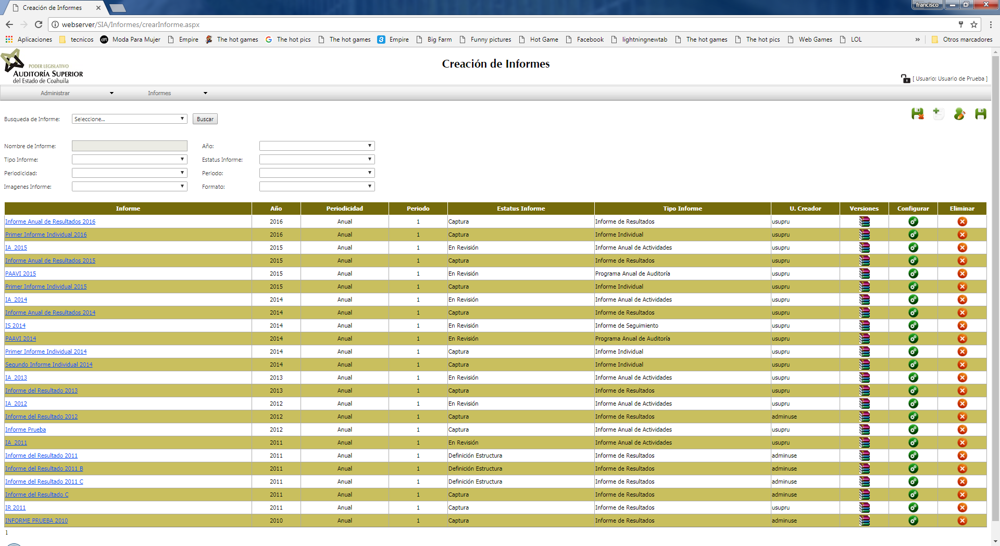 Creación de Informes
francisco
webserver/SIA/Informes/crearInforme.aspx
Aplicaciones tecnicos dft Moda Para Mujer Empire The hot games The hot pics The hot games Empire Big Farm Funny pictures Hot Game Facebook lightningnewtab The hot games The hot pics Web Games LOL » Otros marcadores
PODER LEGISLATIVO
AUDITORÍA SUPERIOR
del Estado de Coahuila
Creación de Informes
[ Usuario: Usuario de Prueba ]
Administrar Informes
Busqueda de Informe: Seleccione... Buscar
Nombre de Informe: Año:
Tipo Informe: Estatus Informe:
Periodicidad: Periodo:
Imagenes Informe: Formato:
Informe Año Periodicidad Periodo Estatus Informe Tipo Informe U. Creador Versiones Configurar Eliminar
Informe Anual de Resultados 2016 2016 Anual 1 Captura Informe de Resultados usupru
Primer Informe Individual 2016 2016 Anual 1 Captura Informe Individual usupru
IA_2015 2015 Anual 1 En Revisión Informe Anual de Actividades usupru
Informe Anual de Resultados 2015 2015 Anual 1 Captura Informe de Resultados usupru
PAAVI 2015 2015 Anual 1 En Revisión Programa Anual de Auditoría usupru
Primer Informe Individual 2015 2015 Anual 1 Captura Informe Individual usupru
IA_2014 2014 Anual 1 En Revisión Informe Anual de Actividades usupru
Informe Anual de Resultados 2014 2014 Anual 1 Captura Informe de Resultados usupru
IS 2014 2014 Anual 1 En Revisión Informe de Seguimiento usupru
PAAVI 2014 2014 Anual 1 En Revisión Programa Anual de Auditoría usupru
Primer Informe Individual 2014 2014 Anual 1 Captura Informe Individual usupru
Segundo Informe Individual 2014 2014 Anual 1 Captura Informe Individual usupru
IA_2013 2013 Anual 1 En Revisión Informe Anual de Actividades usupru
Informe del Resultado 2013 2013 Anual 1 Captura Informe de Resultados usupru
IA_2012 2012 Anual 1 En Revisión Informe Anual de Actividades usupru
Informe del Resultado 2012 2012 Anual 1 Captura Informe de Resultados adminuse
Informe Prueba 2012 Anual 1 Captura Informe Anual de Actividades usupru
IA_2011 2011 Anual 1 En Revisión Informe Anual de Actividades usupru
Informe del Resultado 2011 2011 Anual 1 Definición Estructura Informe de Resultados adminuse
Informe del Resultado 2011 B 2011 Anual 1 Definición Estructura Informe de Resultados adminuse
Informe del Resultado 2011 C 2011 Anual 1 Definición Estructura Informe de Resultados adminuse
Informe del Resultado C 2011 Anual 1 Captura Informe de Resultados adminuse
IR 2011 2011 Anual 1 Captura Informe de Resultados usupru
INFORME PRUEBA 2010 2010 Anual 1 Captura Informe de Resultados adminuse
1